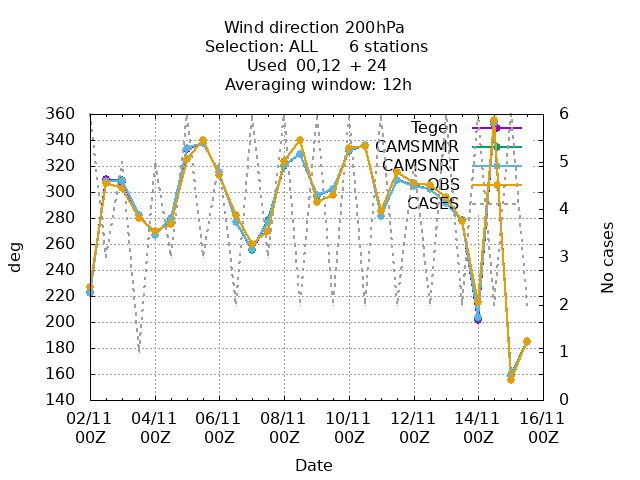 Wind direction 200hPa
Selection: ALL 6 stations
Used 00,12 + 24
Averaging window: 12h
360
340
320
300
280
260
240
220
200
180
160
140
deg
6
5
4
3
2
1
0
No cases
Tegen
CAMSMMR
CAMSNRT
OBS
CASES
02/11 04/11 06/11 08/11 10/11 12/11 14/11 16/11
00Z 00Z 00Z 00Z 00Z 00Z 00Z 00Z
Date